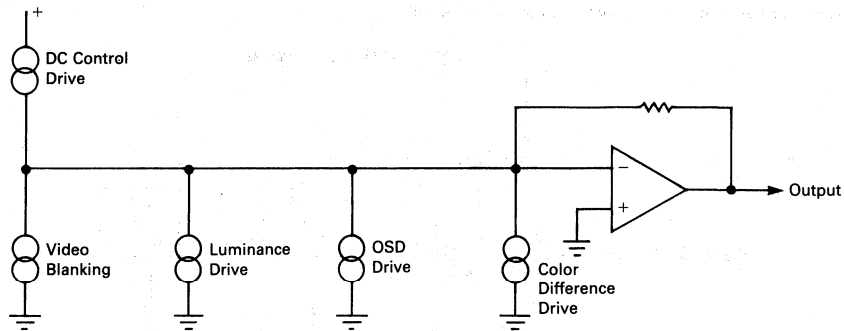 +
DC Control
Drive
Video
Blanking
Luminance
Drive
OSD
Drive
Color
Difference
Drive
−
+
Output